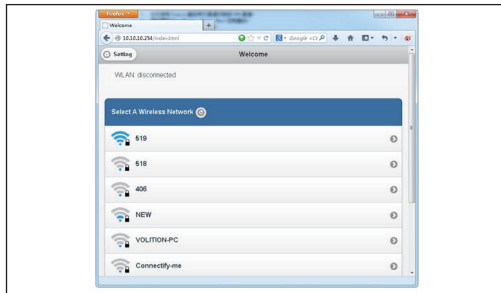 Firefox
Welcome
10.10.10.254/index.html
Google
Setting
Welcome
WLAN: disconnected
Select A Wireless Network
519
518
406
NEW
VOLITION-PC
Connectify-me